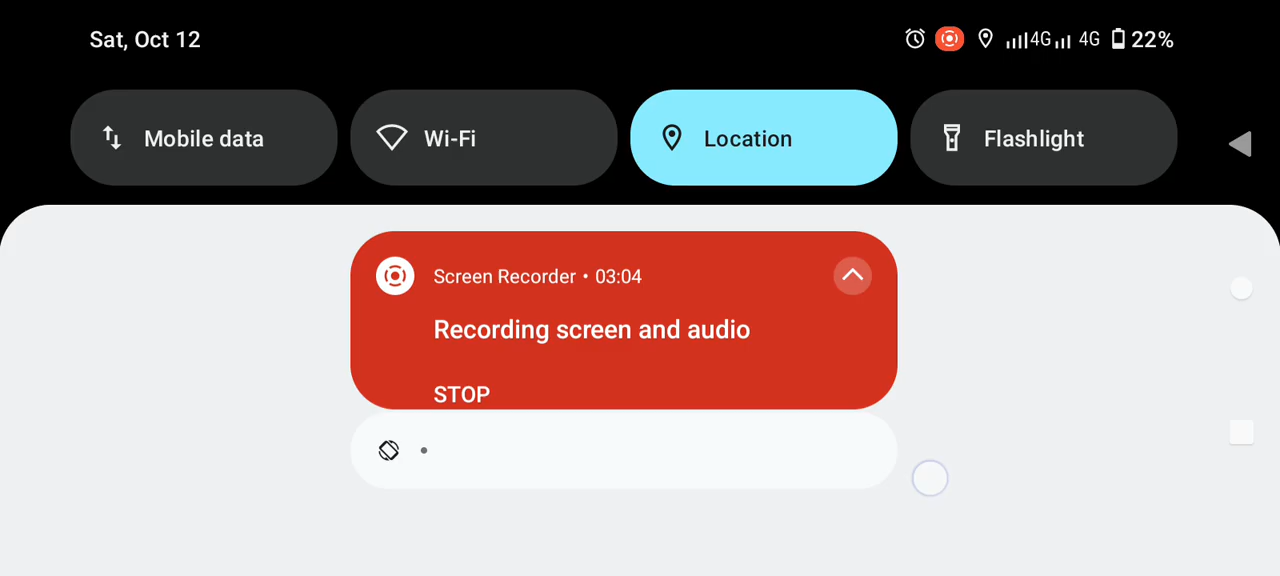 Sat, Oct 12
4G 4G 22%
Mobile data
Wi-Fi
Location
Flashlight
Screen Recorder • 03:04
Recording screen and audio
STOP
•